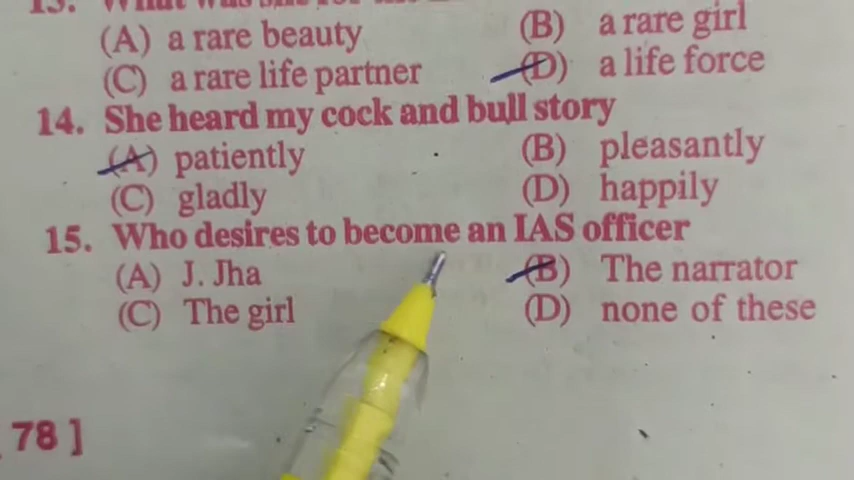 (A) a rare beauty (B) a rare girl
(C) a rare life partner (D) a life force
14. She heard my cock and bull story
(A) patiently (B) pleasantly
(C) gladly (D) happily
15. Who desires to become an IAS officer
(A) J. Jha (B) The narrator
(C) The girl (D) none of these
78 ]